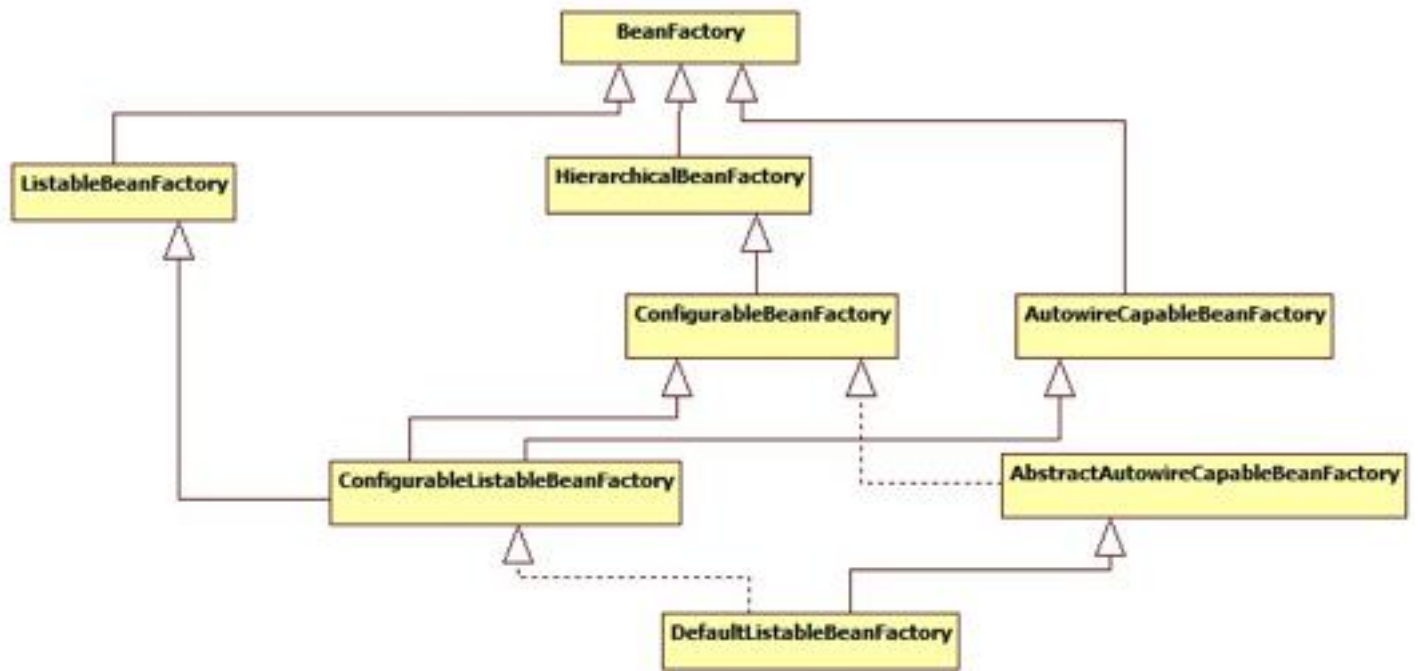 BeanFactory
ListableBeanFactory
HierarchicalBeanFactory
ConfigurableBeanFactory
AutowireCapableBeanFactory
ConfigurableListableBeanFactory
AbstractAutowireCapableBeanFactory
DefaultListableBeanFactory